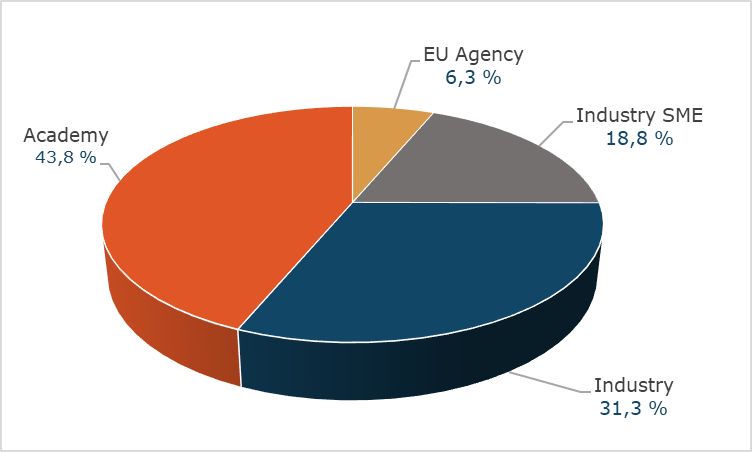 EU Agency
6,3 %
Industry SME
18,8 %
Academy
43,8 %
Industry
31,3 %